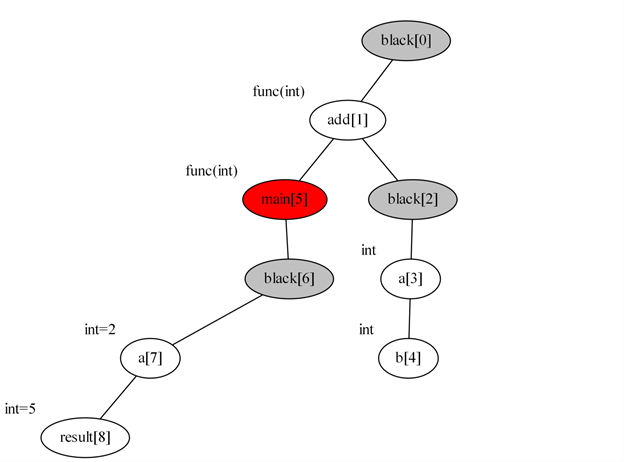 black[0]
func(int)
add[1]
func(int)
main[5]
black[2]
int
black[6]
a[3]
int=2
int
a[7]
b[4]
int=5
result[8]